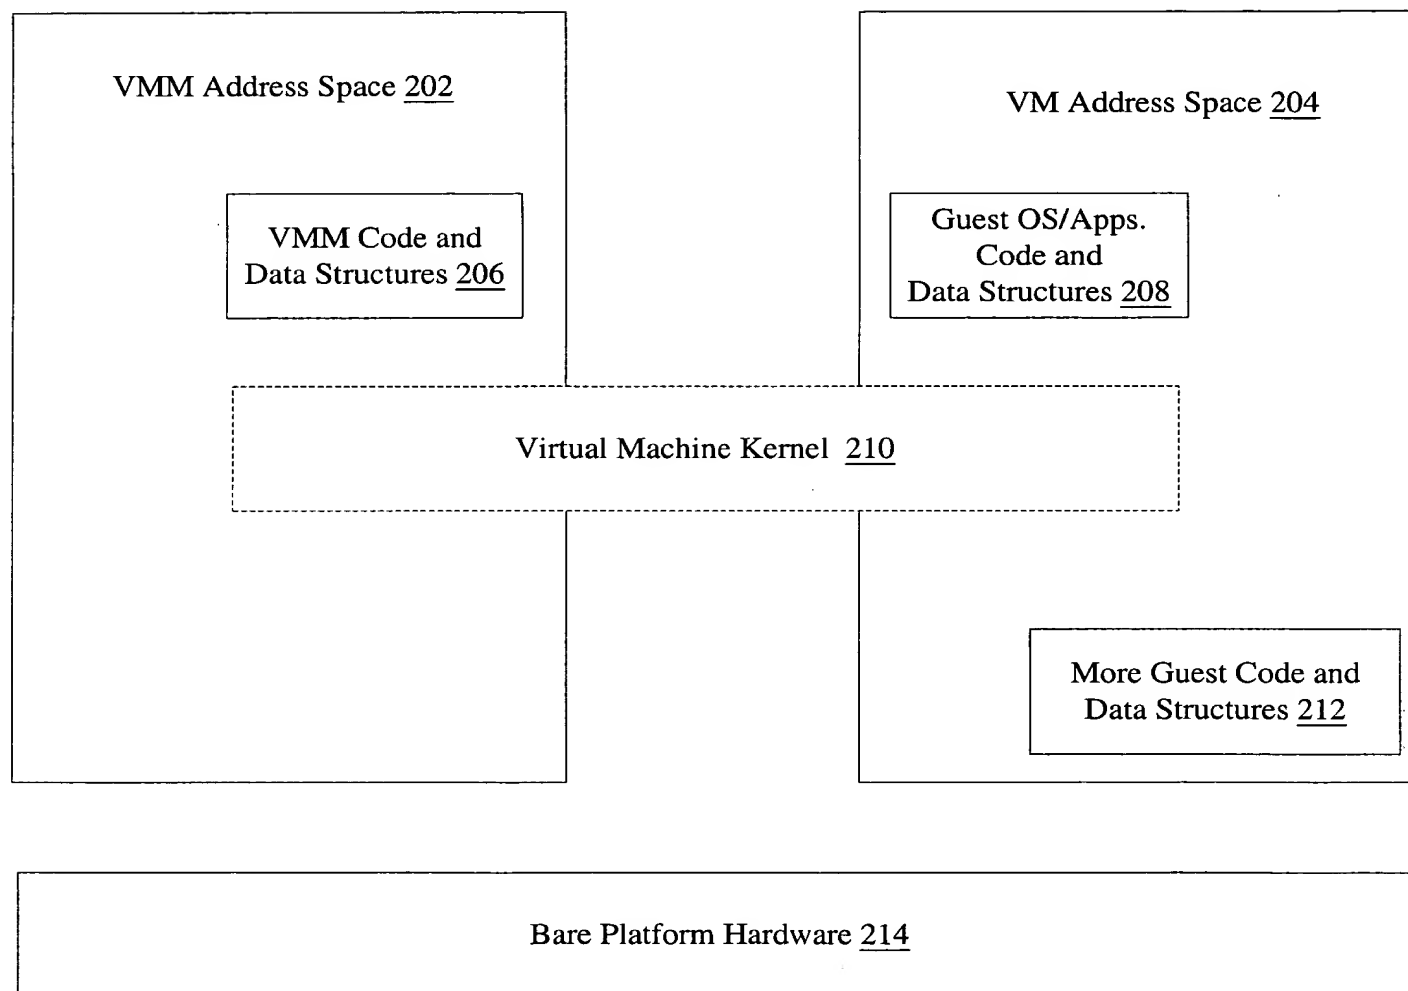 VMM Address Space 202
VM Address Space 204
VMM Code and
Data Structures 206
Guest OS/Apps.
Code and
Data Structures 208
Virtual Machine Kernel 210
More Guest Code and
Data Structures 212
Bare Platform Hardware 214